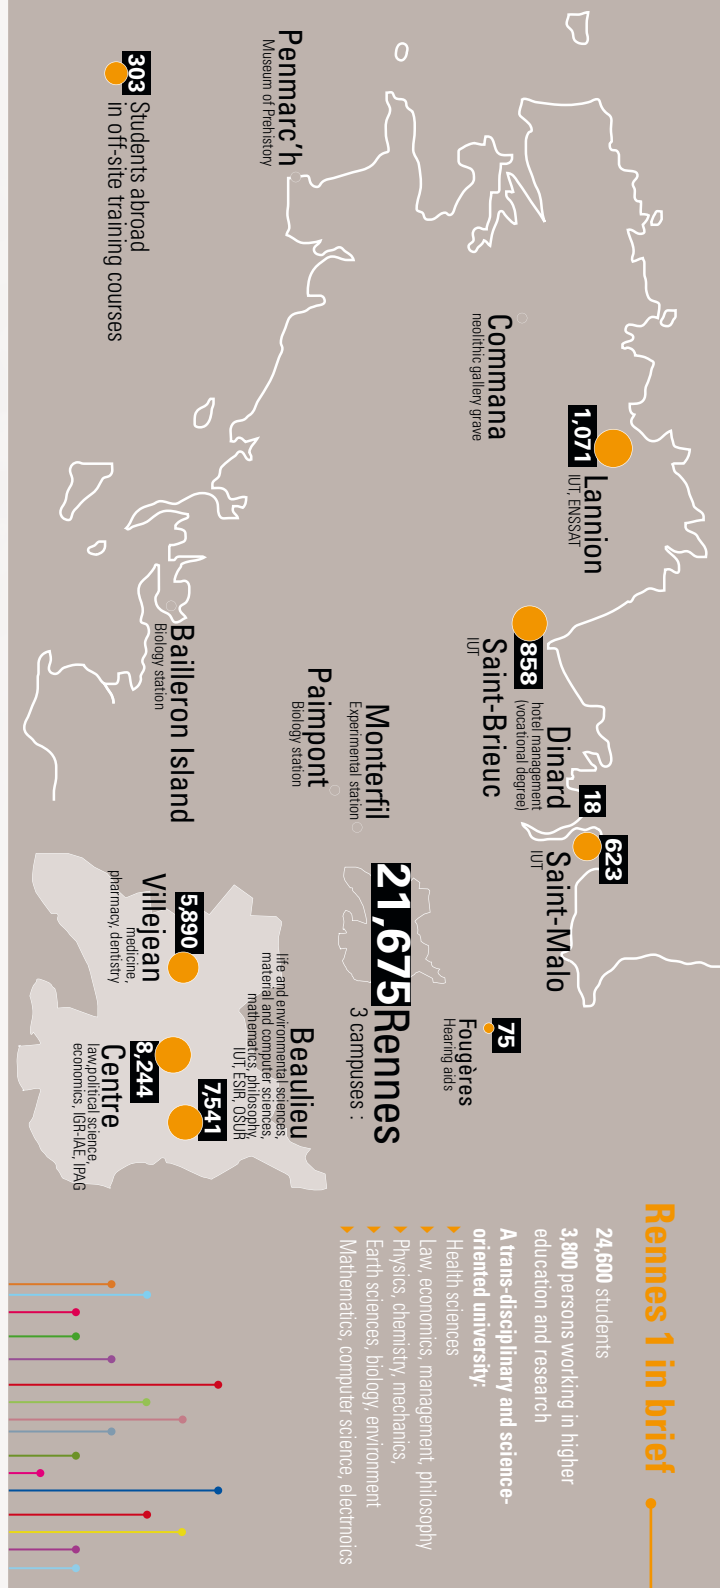 Penmarc'h
Museum of Prehistory
303
Students abroad
in off-site training courses
Commana
neolithic gallery grave
1,071
Lannion
IUT, ENSSAT
858
Saint-Brieuc
IUT
Dinard
hotel management
(vocational degree)
18
623
Saint-Malo
IUT
Bailleron Island
Biology station
Paimpont
Biology station
Monterfil
Experimental station
21,675 Rennes
3 campuses :
75
Fougères
Hearing aids
5,890
Villejean
medicine,
pharmacy, dentistry
8,244
Centre
law,political science,
economics, IGR-IAE, IPAG
7,541
Beaulieu
life and environmental sciences,
material and computer sciences,
mathematics, philosophy,
IUT, ESIR, OSUR
Rennes 1 in brief
24,600 students
3,800 persons working in higher
education and research
A trans-disciplinary and science-
oriented university:
Health sciences
Law, economics, management, philosophy
Physics, chemistry, mechanics,
Earth sciences, biology, environment
Mathematics, computer science, electrnoics